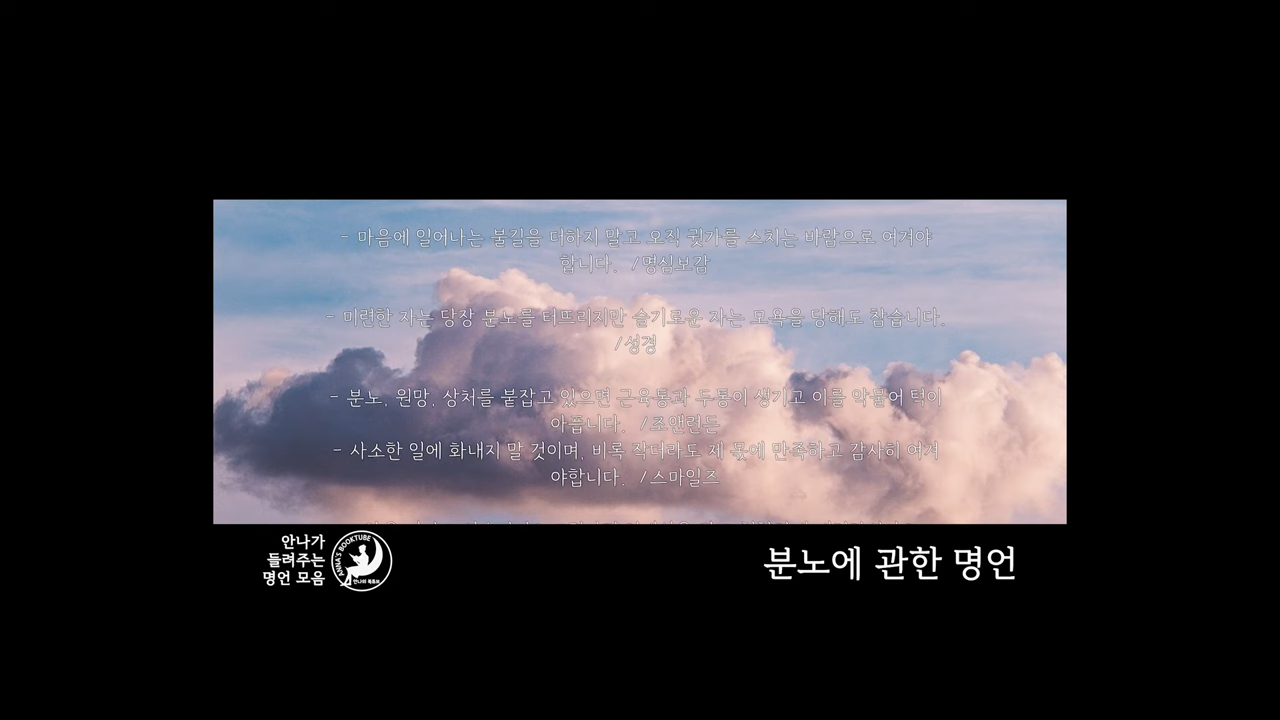 - 마음에 일어나는 불길을 더하지 말고 오직 귓가를 스치는 바람으로 여겨야
합니다. /명심보감
- 미련한 자는 당장 분노를 터뜨리지만 슬기로운 자는 모욕을 당해도 참습니다.
/성경
- 분노, 원망, 상처를 붙잡고 있으면 근육통과 두통이 생기고 이를 악물어 턱이
아픕니다. /조앤런든
- 사소한 일에 화내지 말 것이며, 비록 작더라도 제 몫에 만족하고 감사히 여겨
야합니다. /스마일즈
안나가
들려주는
명언 모음
ANNA'S BOOKTUBE
안나의 북튜브
분노에 관한 명언